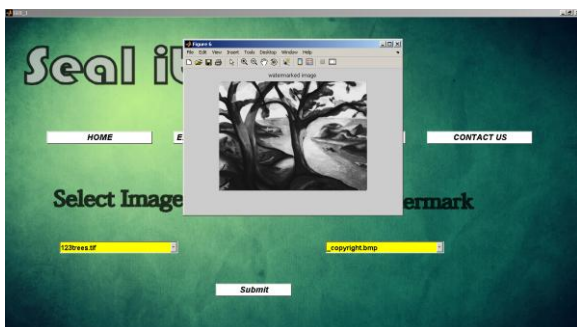 Figure 6
File Edit View Insert Tools Desktop Window Help
Seal it
watermarked image
HOME
E
CONTACT US
Select Image
ermark
123trees.tif
_copyright.bmp
Submit